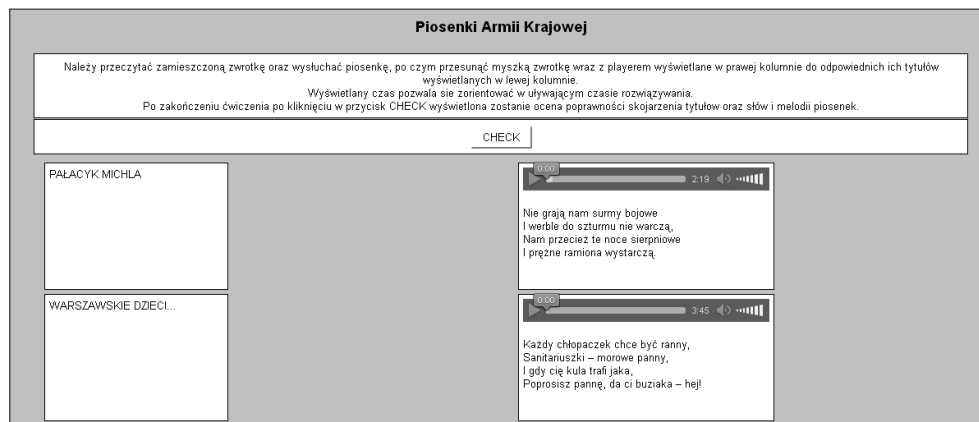 Piosenki Armii Krajowej
Należy przeczytać zamieszczoną zwrotkę oraz wysłuchać piosenkę, po czym przesunąć myszką zwrotkę wraz z playerem wyświetlane w prawej kolumnie do odpowiednich ich tytułów
wyświetlanych w lewej kolumnie.
Wyświetlany czas pozwala sie zorientować w upływającym czasie rozwiązywania.
Po zakończeniu ćwiczenia po kliknięciu w przycisk CHECK wyświetlona zostanie ocena poprawności skojarzenia tytułow oraz słów i melodii piosenek.
CHECK
PAŁACYK MICHLA
0:00
2:19
Nie grają nam surmy bojowe
I werble do szturmu nie warczą,
Nam przecież te noce sierpniowe
I prężne ramiona wystarczą.
WARSZAWSKIE DZIECI...
0:00
3:45
Każdy chłopaczek chce być ranny,
Sanitariuszki – morowe panny,
I gdy cię kula trafi jaka,
Poprosisz pannę, da ci buziaka – hej!